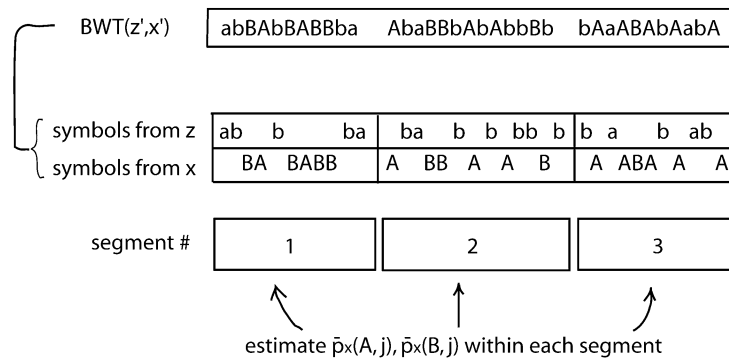 BWT(z',x') abBAbBABBba AbaBBbAbAbbBb bAaABAbAabA
symbols from z ab b ba ba b b bb b b a b ab
symbols from x BA BABB A BB A A B A ABA A A
segment # 1 2 3
estimate p̄x(A, j), p̄x(B, j) within each segment